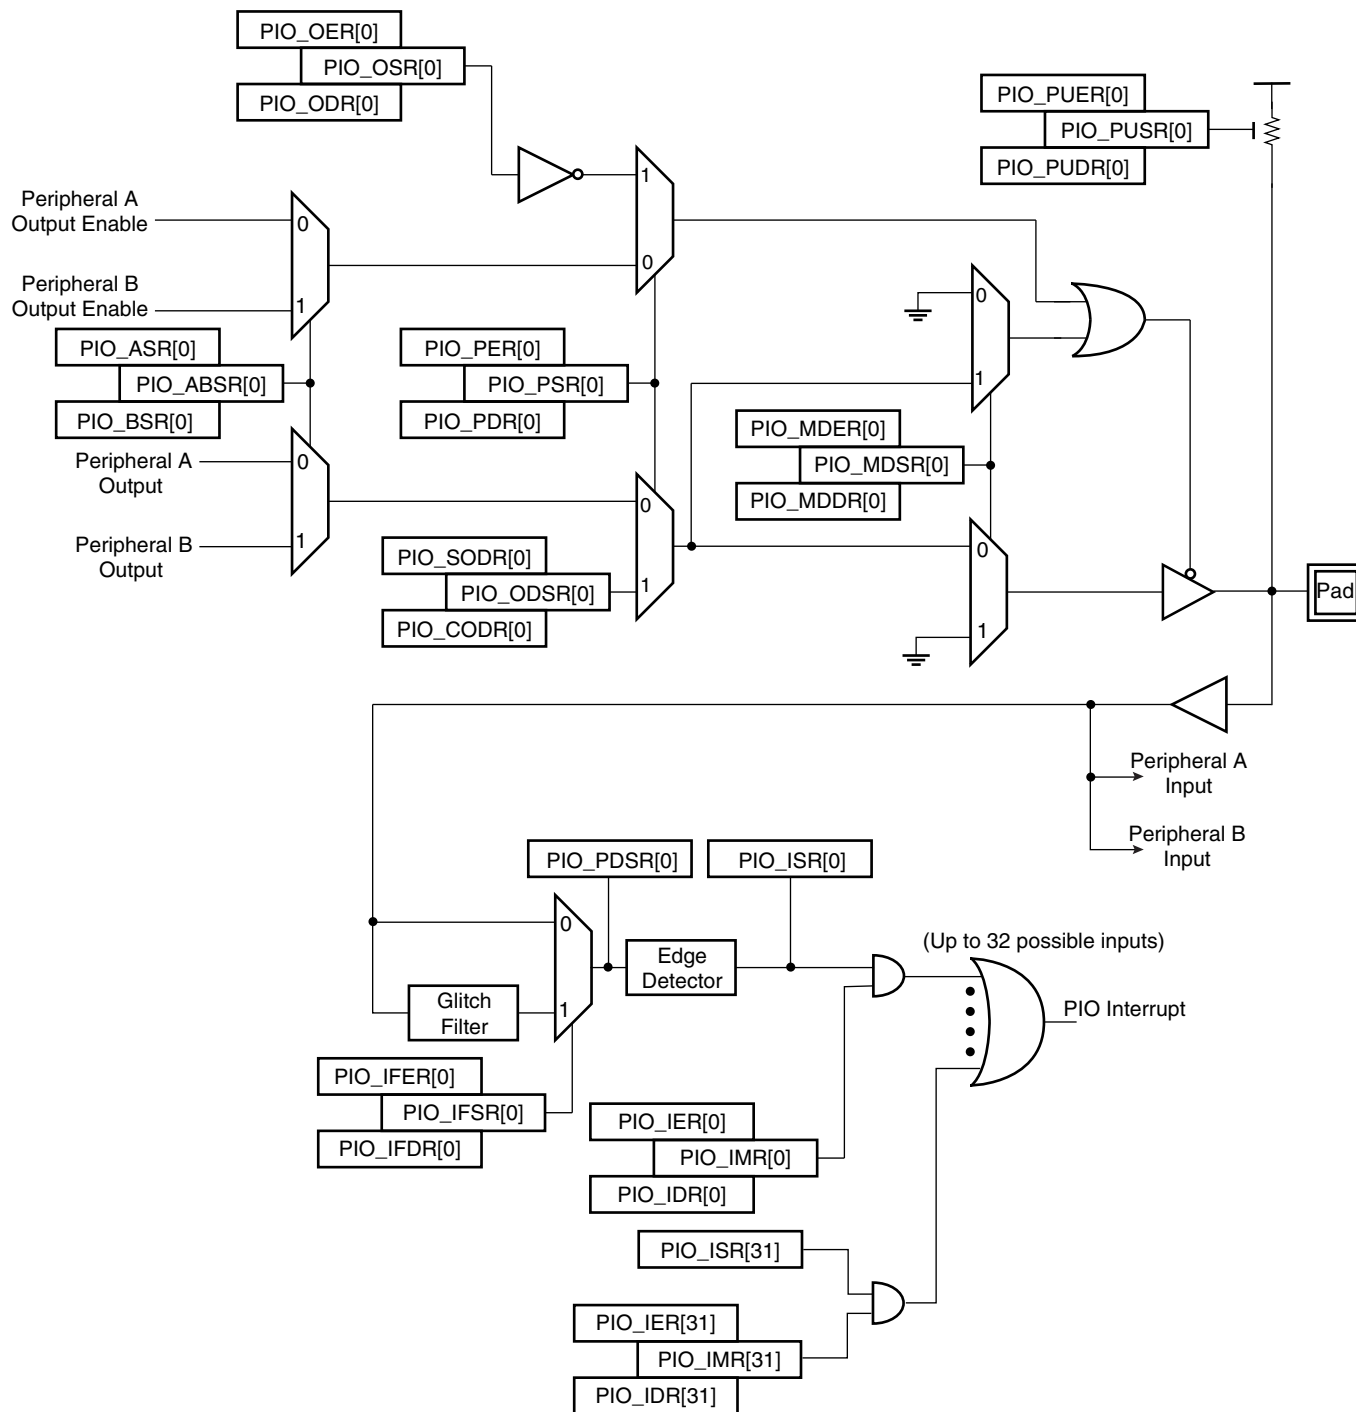 PIO_OER[0]
PIO_OSR[0]
PIO_ODR[0]
PIO_PUER[0]
PIO_PUSR[0]
PIO_PUDR[0]
1
0
Peripheral A
Output Enable
0
Peripheral B
Output Enable
1
0
1
PIO_ASR[0]
PIO_ABSR[0]
PIO_BSR[0]
PIO_PER[0]
PIO_PSR[0]
PIO_PDR[0]
PIO_MDER[0]
PIO_MDSR[0]
PIO_MDDR[0]
Peripheral A
Output
0
Peripheral B
Output
1
0
1
PIO_SODR[0]
PIO_ODSR[0]
PIO_CODR[0]
0
1
Pad
Peripheral A
Input
Peripheral B
Input
PIO_PDSR[0]
PIO_ISR[0]
0
1
Glitch
Filter
Edge
Detector
(Up to 32 possible inputs)
PIO Interrupt
PIO_IFER[0]
PIO_IFSR[0]
PIO_IFDR[0]
PIO_IER[0]
PIO_IMR[0]
PIO_IDR[0]
PIO_ISR[31]
PIO_IER[31]
PIO_IMR[31]
PIO_IDR[31]